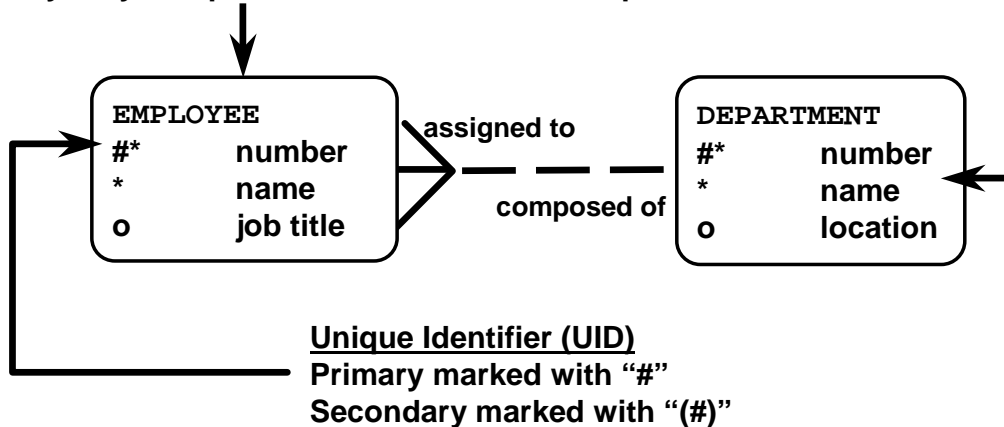 EMPLOYEE
#* number
* name
o job title
assigned to
composed of
DEPARTMENT
#* number
* name
o location
Unique Identifier (UID)
Primary marked with “#”
Secondary marked with “(#)”